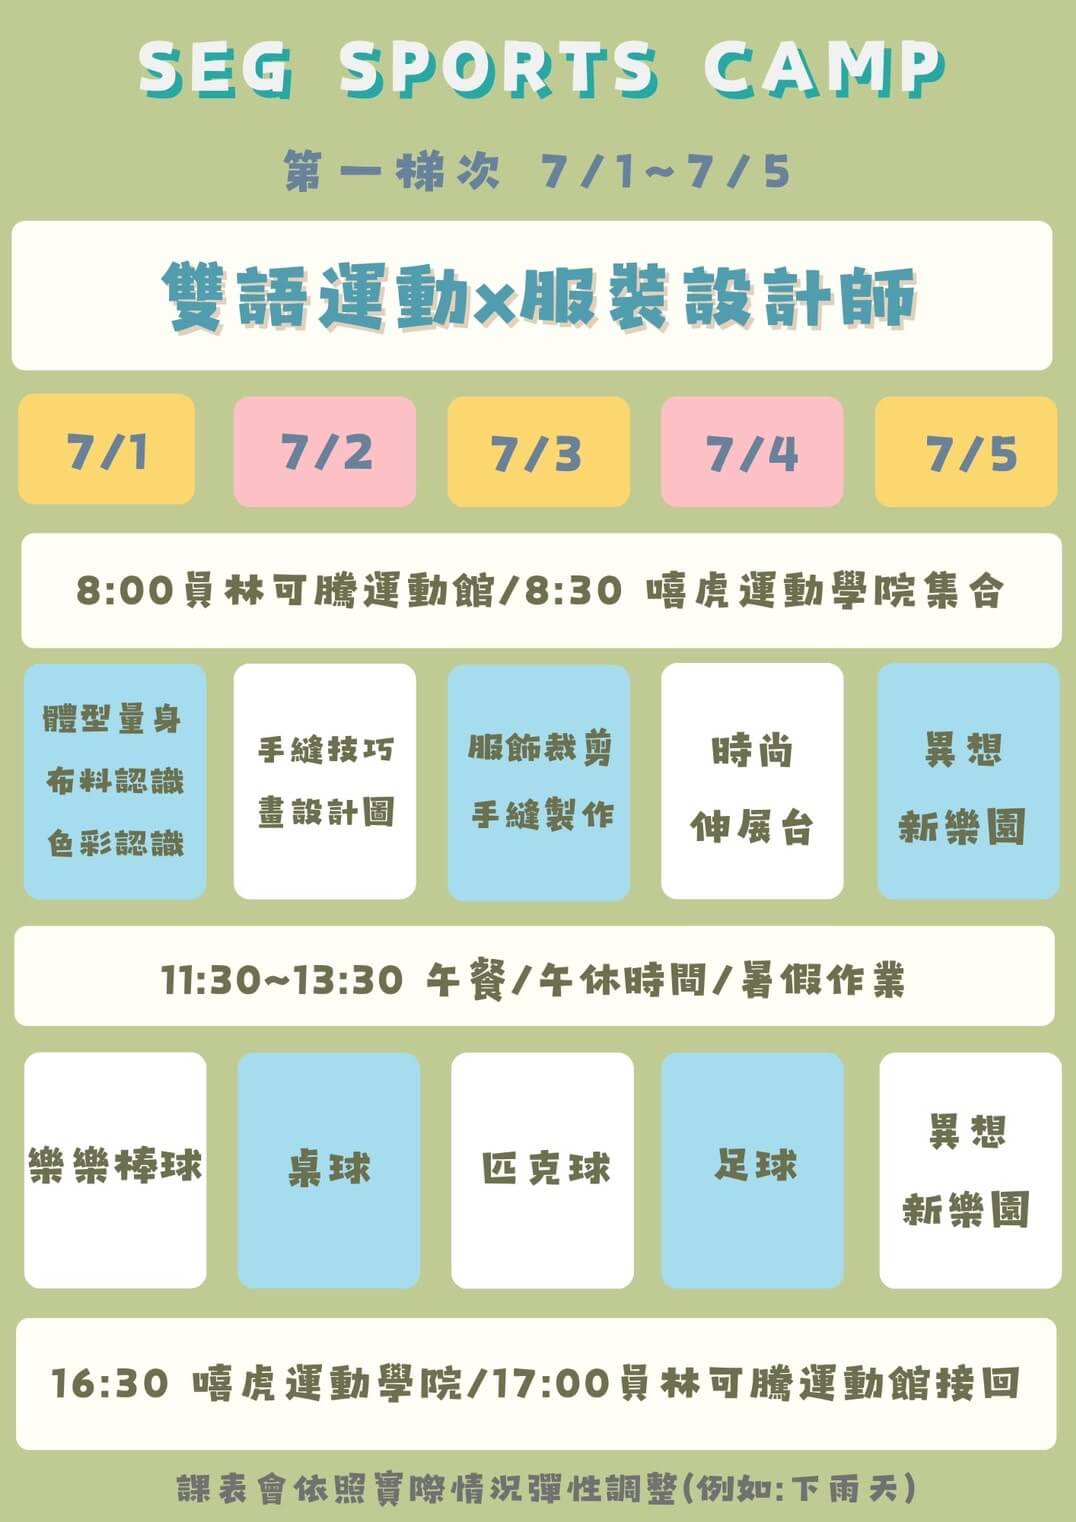 SEG SPORTS CAMP
第一梯次 7/1~7/5
雙語運動x服裝設計師
7/1
7/2
7/3
7/4
7/5
8:00員林可騰運動館/8:30 嘻虎運動學院集合
體型量身
布料認識
色彩認識
手縫技巧
畫設計圖
服飾裁剪
手縫製作
時尚
伸展台
異想
新樂園
11:30~13:30 午餐/午休時間/暑假作業
樂樂棒球
桌球
匹克球
足球
異想
新樂園
16:30 嘻虎運動學院/17:00員林可騰運動館接回
課表會依照實際情況彈性調整(例如:下雨天)